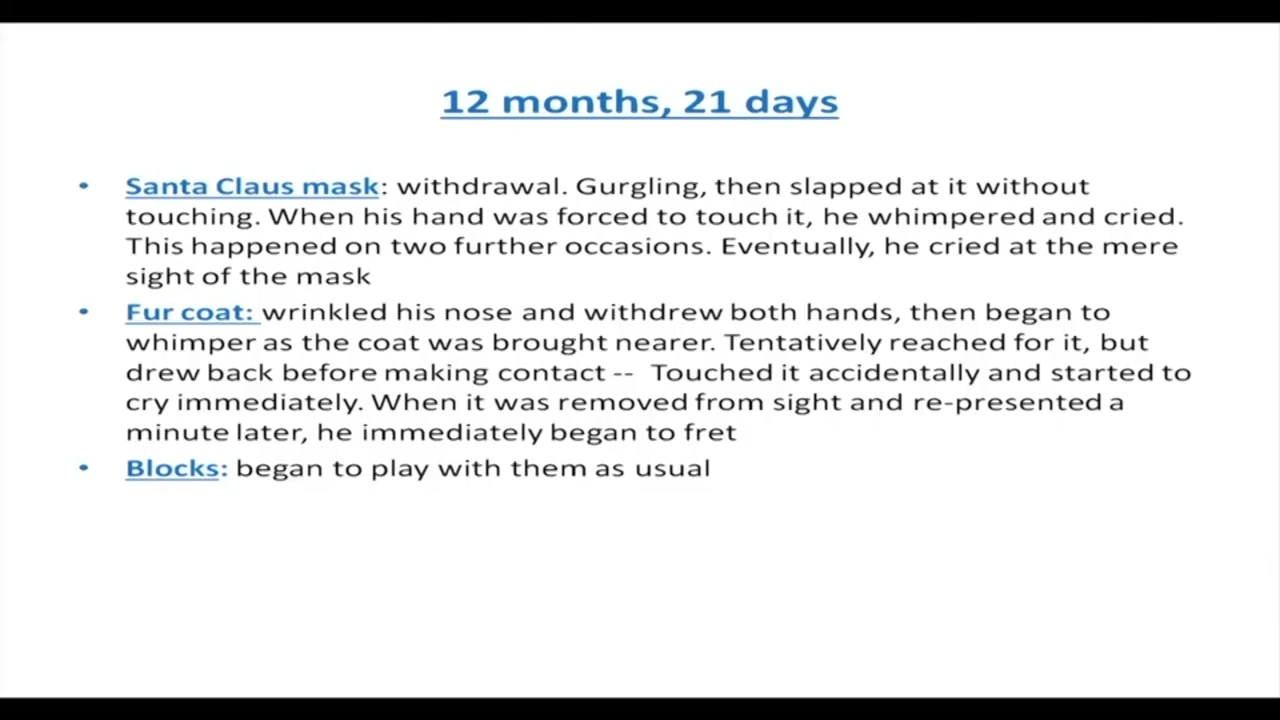 12 months, 21 days
• Santa Claus mask: withdrawal. Gurgling, then slapped at it without
touching. When his hand was forced to touch it, he whimpered and cried.
This happened on two further occasions. Eventually, he cried at the mere
sight of the mask
• Fur coat: wrinkled his nose and withdrew both hands, then began to
whimper as the coat was brought nearer. Tentatively reached for it, but
drew back before making contact -- Touched it accidentally and started to
cry immediately. When it was removed from sight and re-presented a
minute later, he immediately began to fret
• Blocks: began to play with them as usual